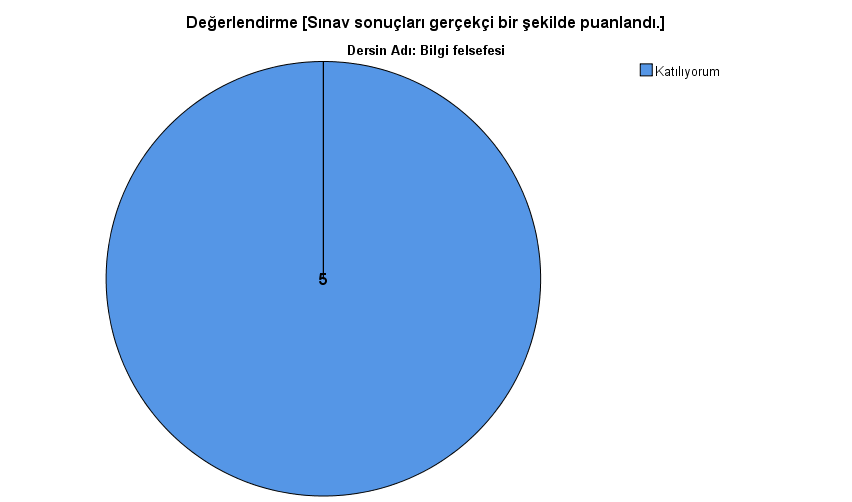 Değerlendirme [Sınav sonuçları gerçekçi bir şekilde puanlandı.]
Dersin Adı: Bilgi felsefesi
Katılıyorum
5